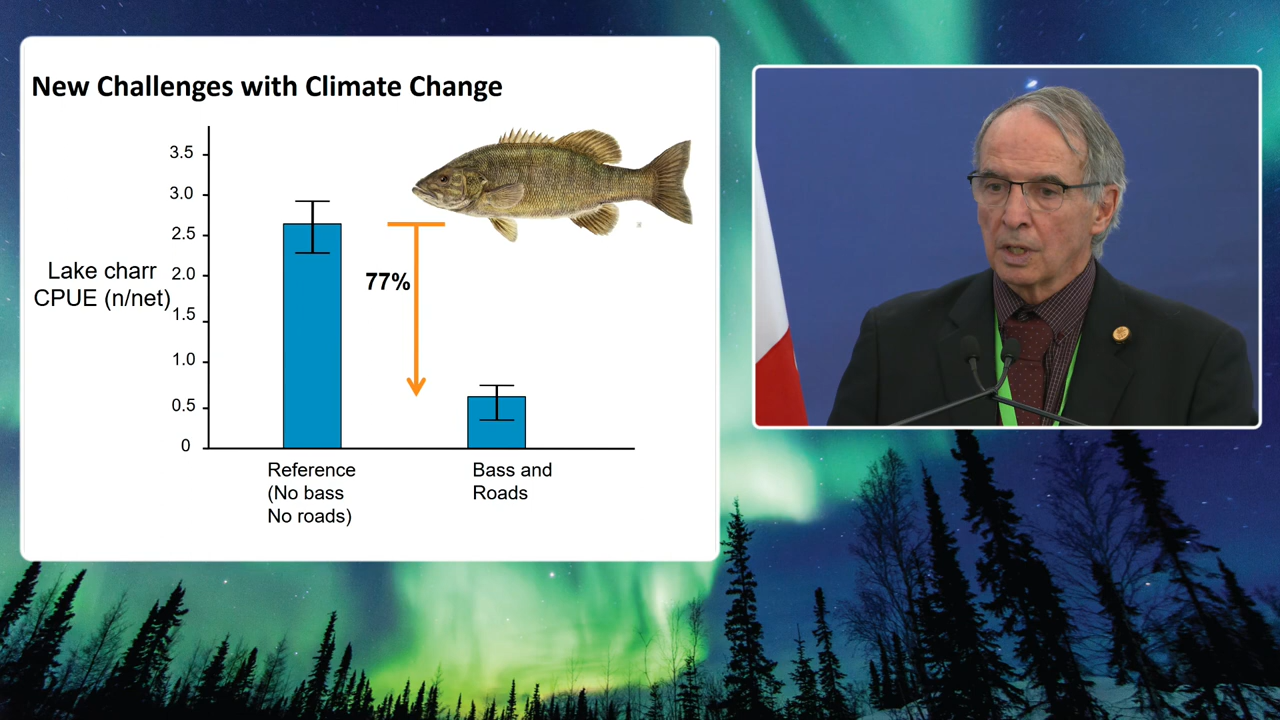 New Challenges with Climate Change
3.5
3.0
2.5
2.0
1.5
1.0
0.5
0
Lake charr
CPUE (n/net)
77%
Reference
(No bass
No roads)
Bass and
Roads